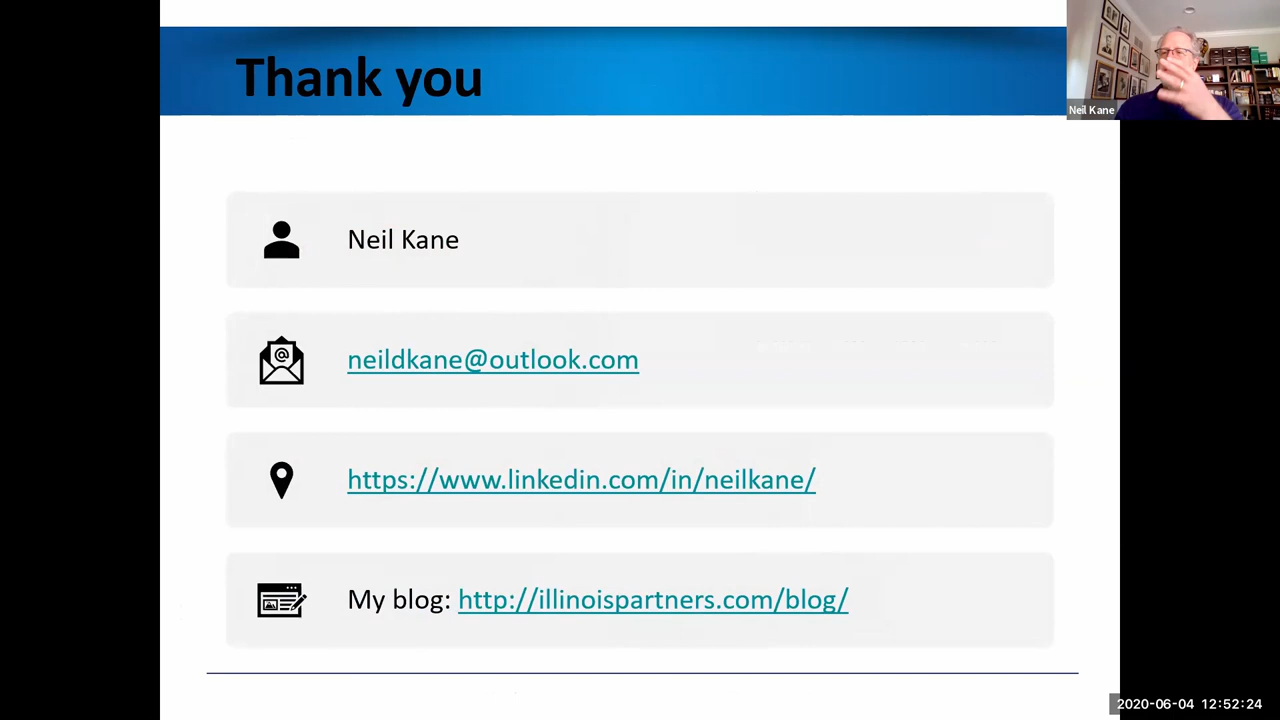 Thank you
Neil Kane
Neil Kane
neildkane@outlook.com
https://www.linkedin.com/in/neilkane/
My blog: http://illinoispartners.com/blog/
2020-06-04 12:52:24